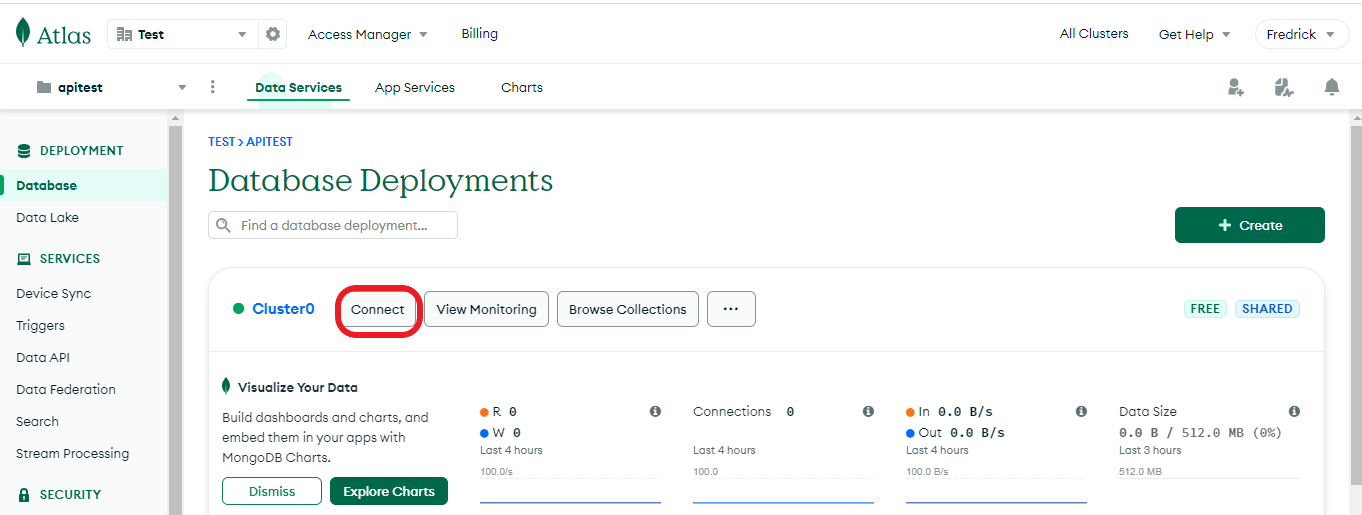 Atlas
Test
Access Manager
Billing
All Clusters
Get Help
Fredrick
apitest
Data Services
App Services
Charts
DEPLOYMENT
Database
Data Lake
SERVICES
Device Sync
Triggers
Data API
Data Federation
Search
Stream Processing
SECURITY
TEST > APITEST
Database Deployments
Find a database deployment...
+ Create
Cluster0
Connect
View Monitoring
Browse Collections
...
FREE
SHARED
Visualize Your Data
Build dashboards and charts, and
embed them in your apps with
MongoDB Charts.
Dismiss
Explore Charts
R 0
W 0
Last 4 hours
100.0/s
Connections 0
Last 4 hours
100.0
In 0.0 B/s
Out 0.0 B/s
Last 4 hours
100.0 B/s
Data Size
0.0 B / 512.0 MB (0%)
Last 3 hours
512.0 MB